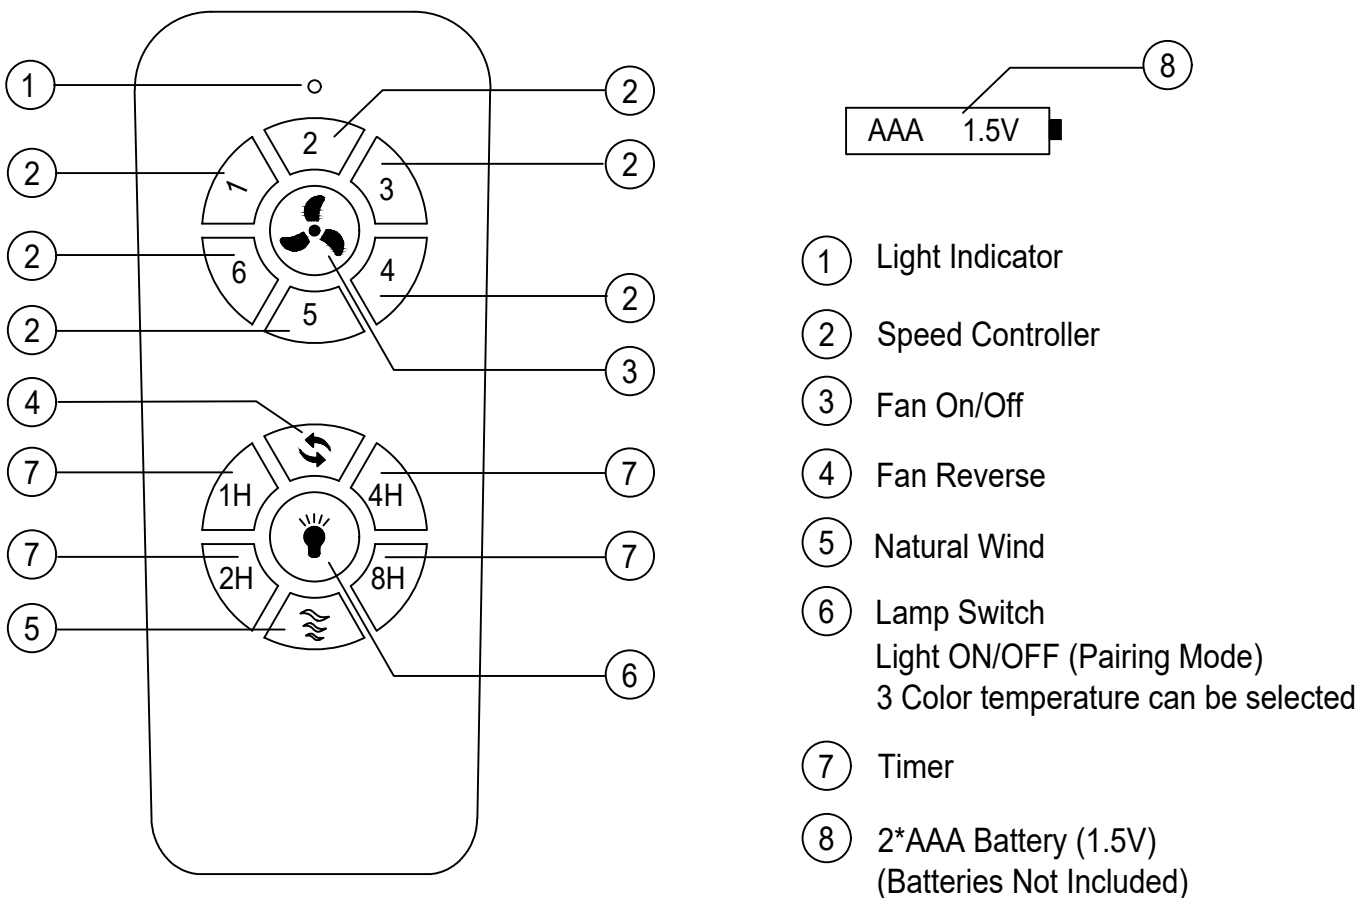 1
2
2
2
1
3
2
2
6
4
2
5
2
2
3
4
7
1H
4H
7
7
2H
8H
7
5
6
8
AAA 1.5V
1 Light Indicator
2 Speed Controller
3 Fan On/Off
4 Fan Reverse
5 Natural Wind
6 Lamp Switch
Light ON/OFF (Pairing Mode)
3 Color temperature can be selected
7 Timer
8 2*AAA Battery (1.5V)
(Batteries Not Included)